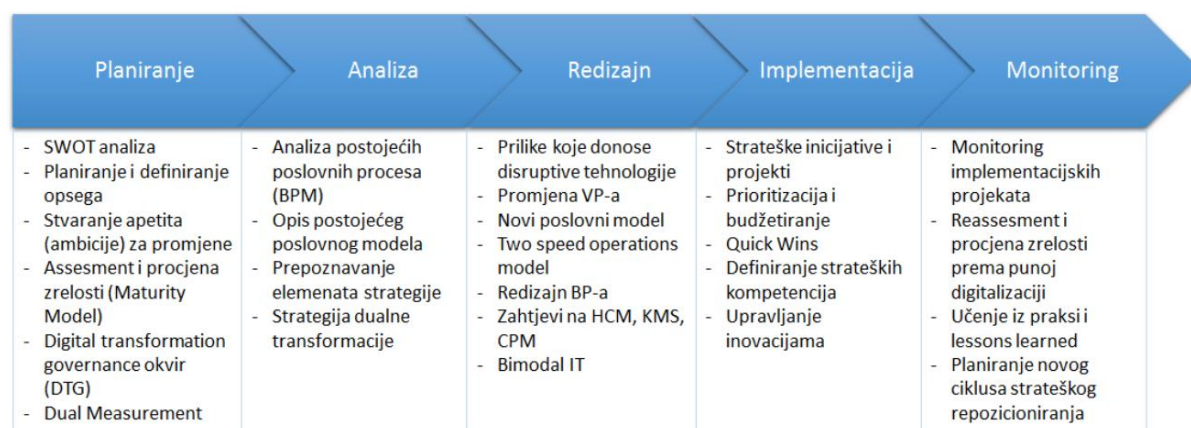 Planiranje
Analiza
Redizajn
Implementacija
Monitoring
- SWOT analiza
- Planiranje i definiranje
opsega
- Stvaranje apetita
(ambicije) za promjene
- Assesment i procjena
zrelosti (Maturity
Model)
- Digital transformation
governance okvir
(DTG)
- Dual Measurement
- Analiza postojećih
poslovnih procesa
(BPM)
- Opis postojećeg
poslovnog modela
- Prepoznavanje
elemenata strategije
- Strategija dualne
transformacije
- Prilike koje donose
disruptive tehnologije
- Promjena VP-a
- Novi poslovni model
- Two speed operations
model
- Redizajn BP-a
- Zahtjevi na HCM, KMS,
CPM
- Bimodal IT
- Strateške inicijative i
projekti
- Prioritizacija i
budžetiranje
- Quick Wins
- Definiranje strateških
kompetencija
- Upravljanje
inovacijama
- Monitoring
implementacijskih
projekata
- Reassesment i
procjena zrelosti
prema punoj
digitalizaciji
- Učenje iz praksi i
lessons learned
- Planiranje novog
ciklusa strateškog
repozicioniranja